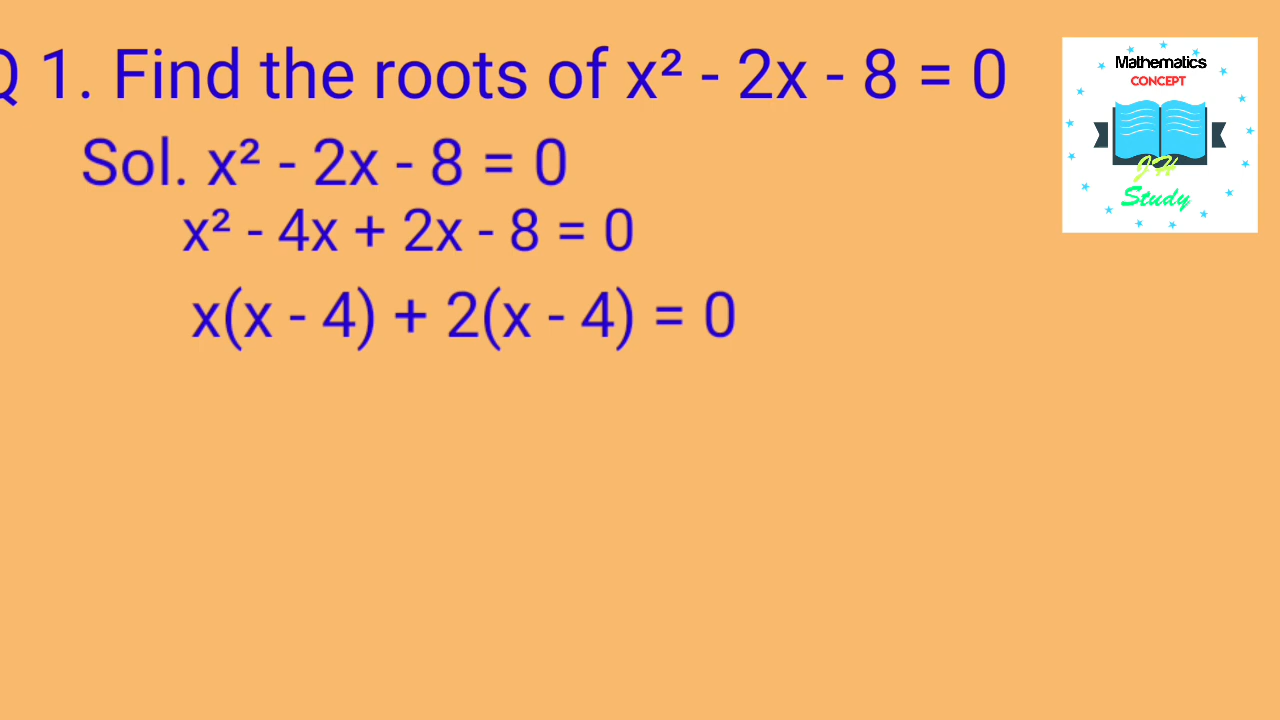 Q 1. Find the roots of x² - 2x - 8 = 0
Sol. x² - 2x - 8 = 0
x² - 4x + 2x - 8 = 0
x(x - 4) + 2(x - 4) = 0
Mathematics
CONCEPT
JH
Study